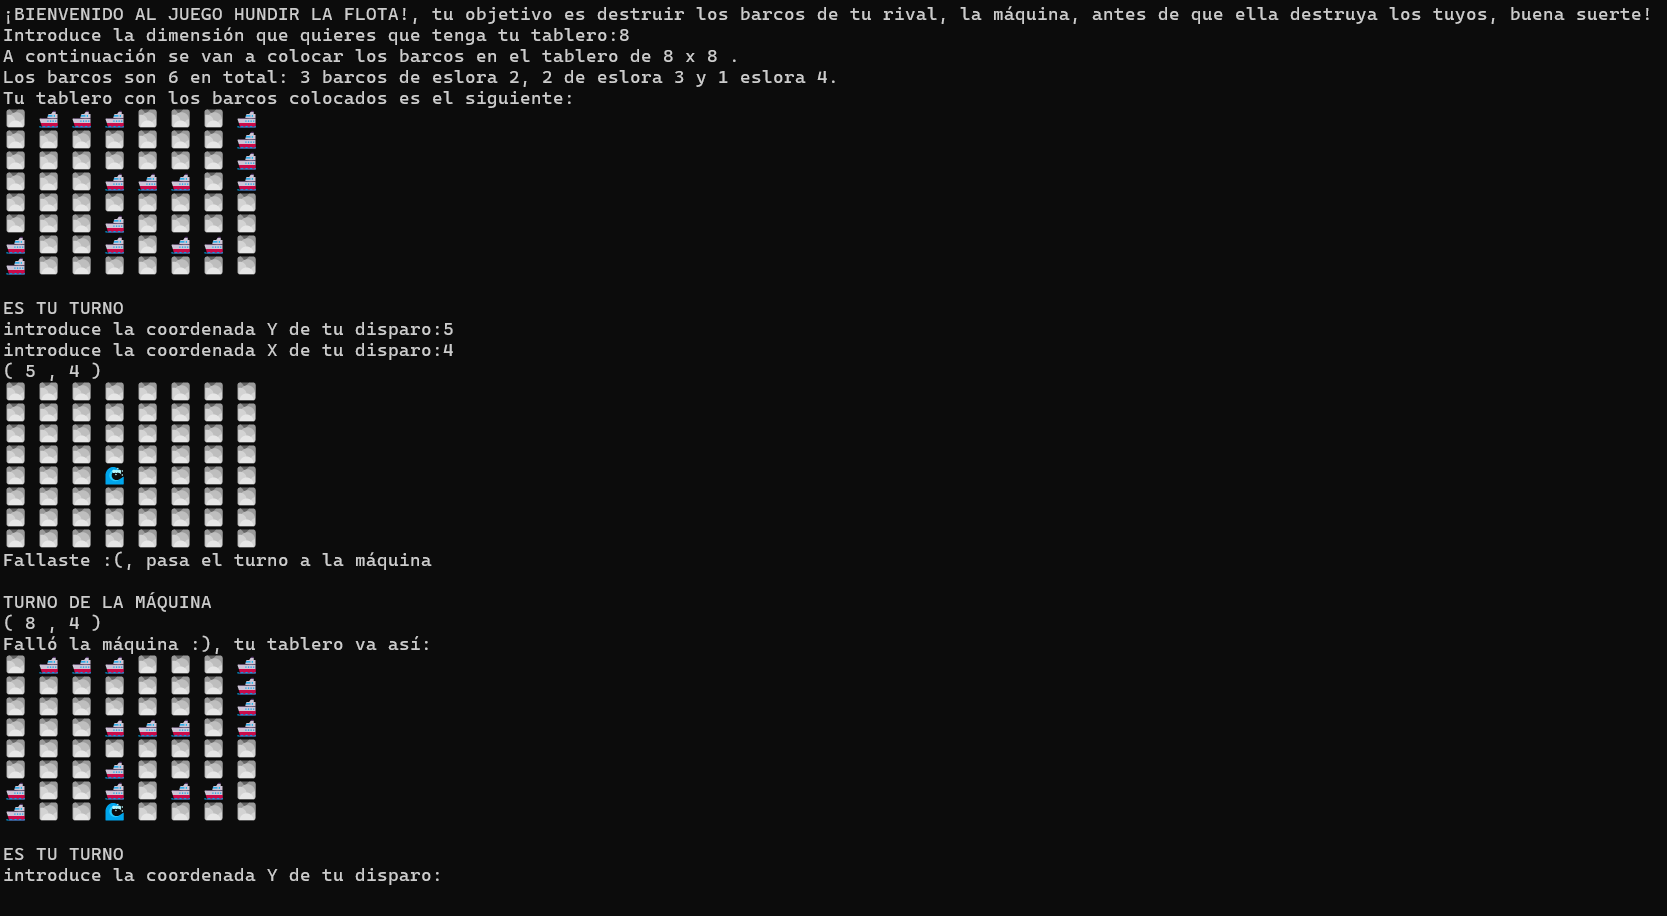 ¡BIENVENIDO AL JUEGO HUNDIR LA FLOTA!, tu objetivo es destruir los barcos de tu rival, la máquina, antes de que ella destruya los tuyos, buena suerte!
Introduce la dimensión que quieres que tenga tu tablero:8
A continuación se van a colocar los barcos en el tablero de 8 x 8 .
Los barcos son 6 en total: 3 barcos de eslora 2, 2 de eslora 3 y 1 eslora 4.
Tu tablero con los barcos colocados es el siguiente:
ES TU TURNO
introduce la coordenada Y de tu disparo:5
introduce la coordenada X de tu disparo:4
( 5 , 4 )
Fallaste :(, pasa el turno a la máquina
TURNO DE LA MÁQUINA
( 8 , 4 )
Falló la máquina :), tu tablero va así:
ES TU TURNO
introduce la coordenada Y de tu disparo: